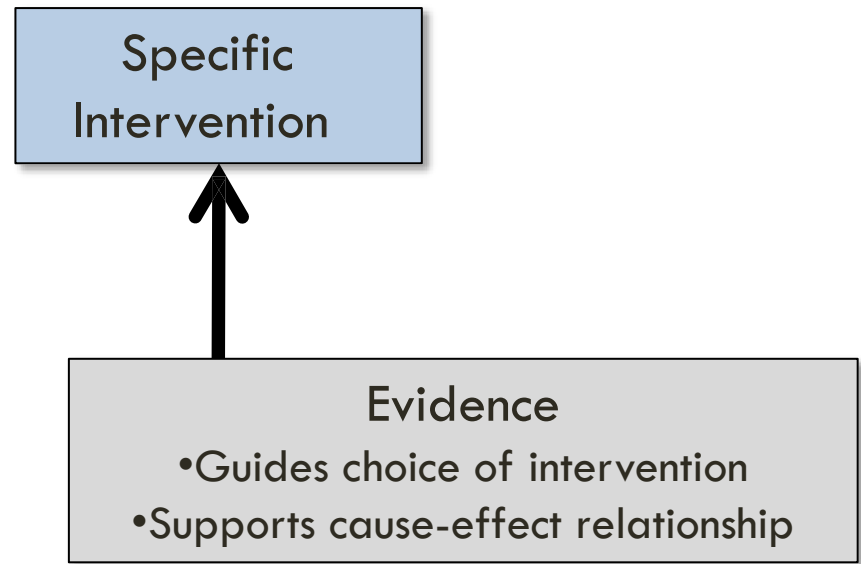 Specific
Intervention
Evidence
•Guides choice of intervention
•Supports cause-effect relationship